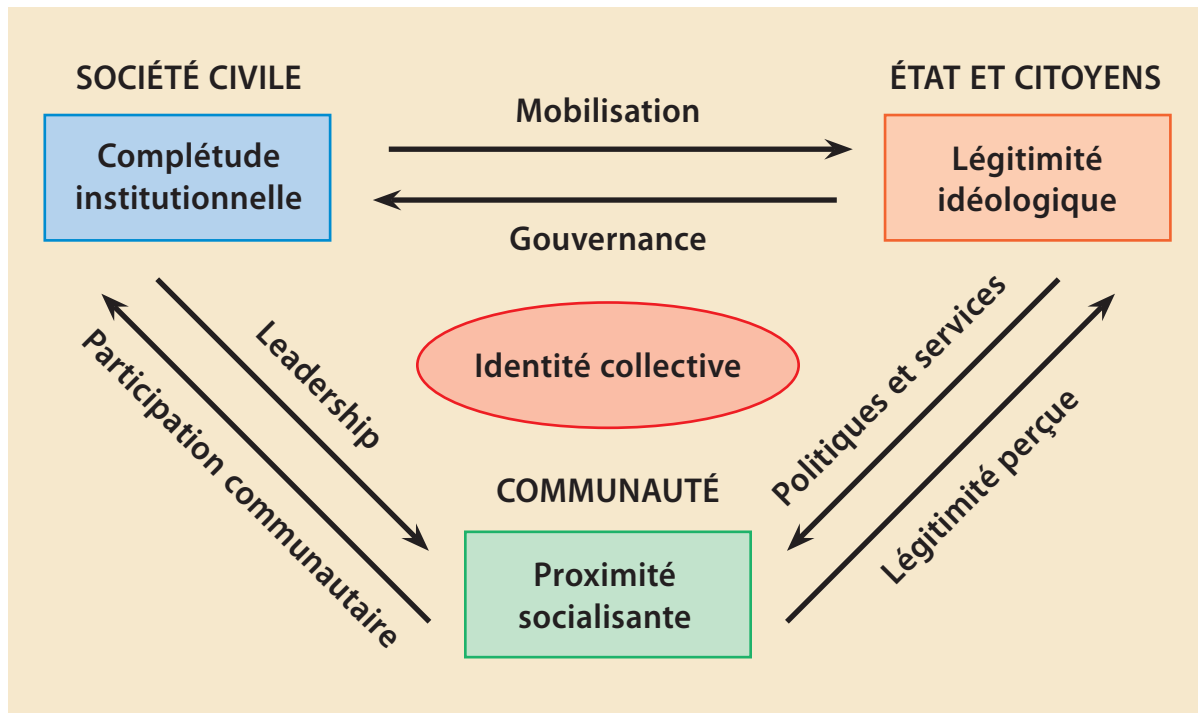 SOCIÉTÉ CIVILE
Complétude
institutionnelle
Mobilisation
Gouvernance
ÉTAT ET CITOYENS
Légitimité
idéologique
Leadership
Participation communautaire
Identité collective
Politiques et services
Légitimité perçue
COMMUNAUTÉ
Proximité
socialisante